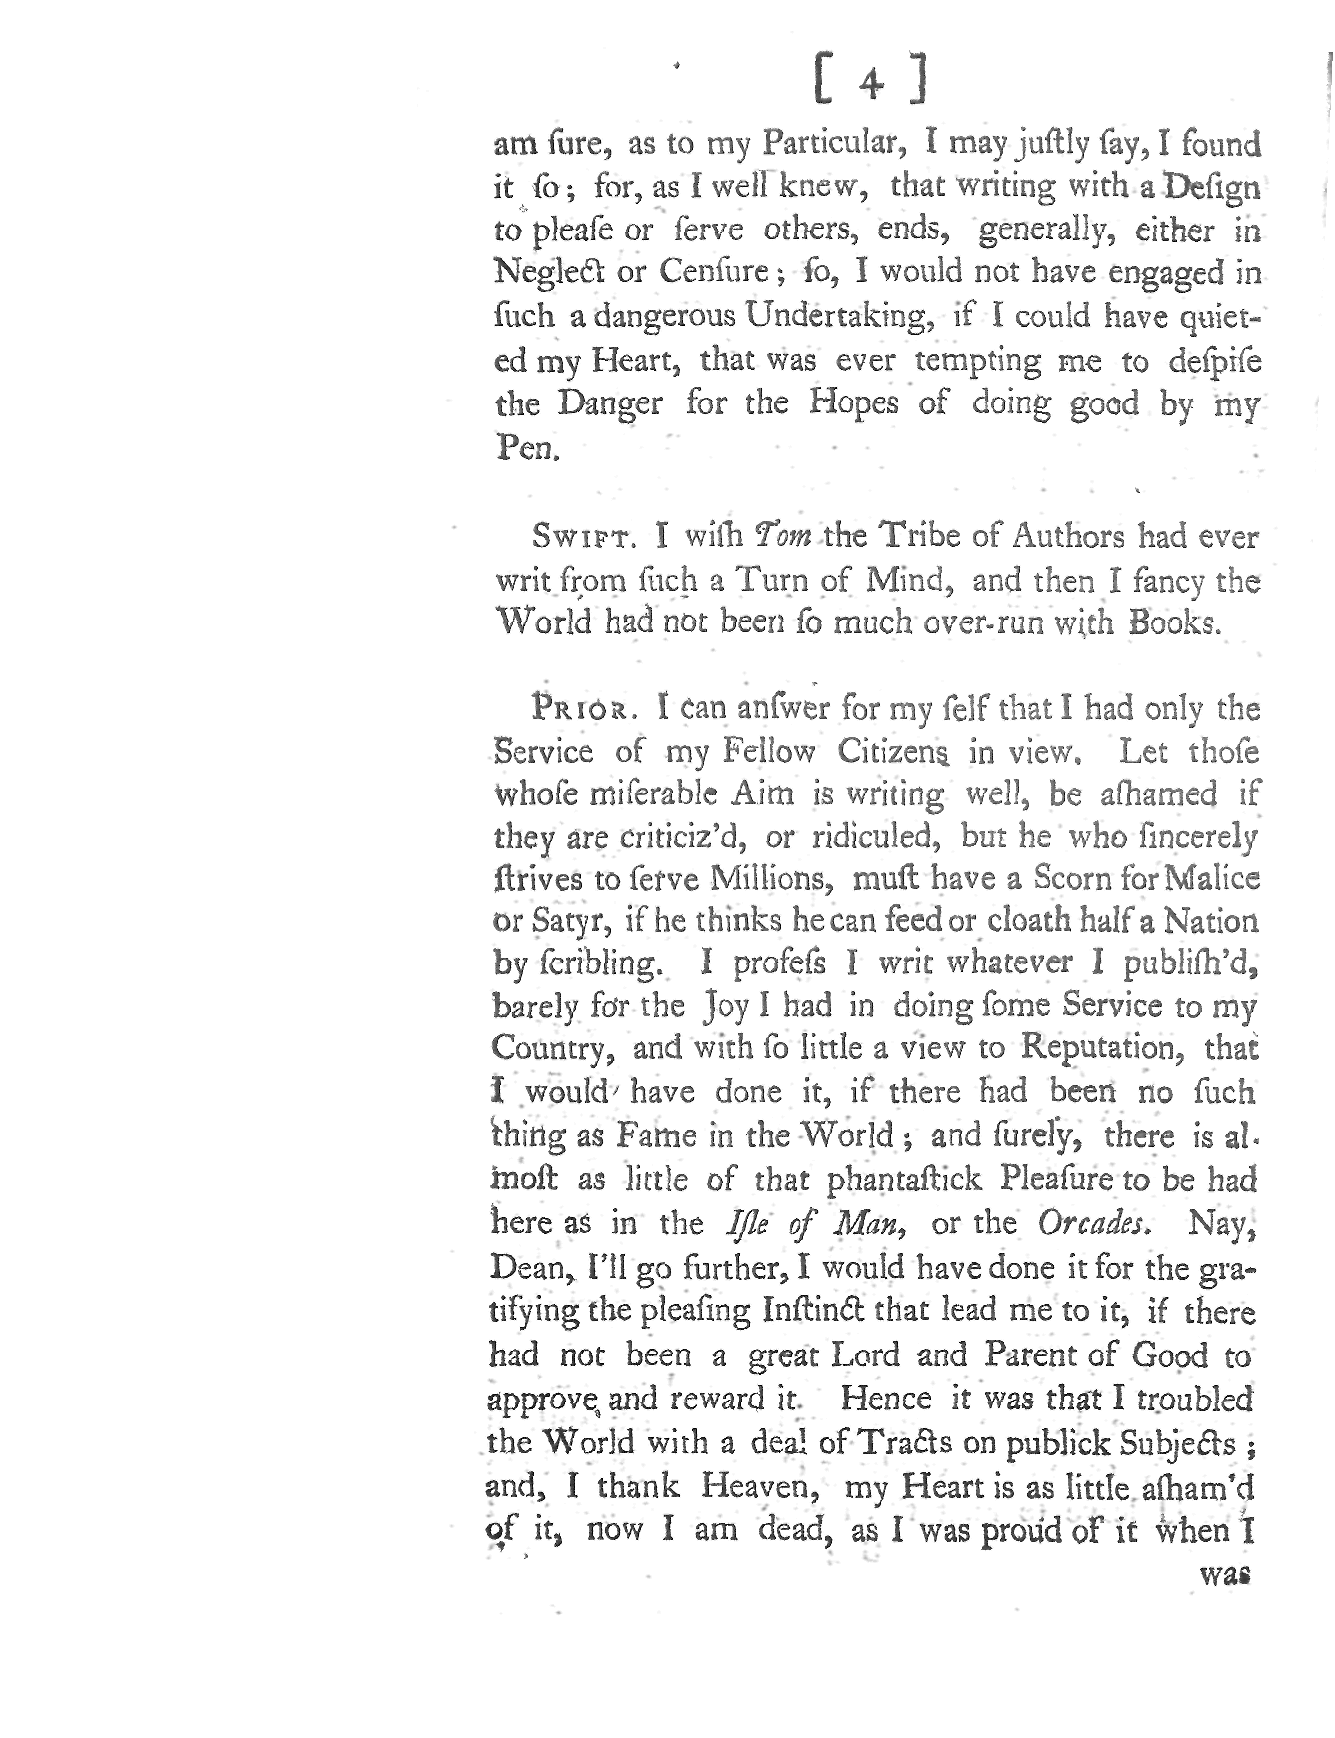 [ 4 ]
am ſure, as to my Particular, I may juſtly ſay, I found
it ſo; for, as I well knew, that writing with a Deſign
to pleaſe or ſerve others, ends, generally, either in
Neglect or Cenſure; ſo, I would not have engaged in
ſuch a dangerous Undertaking, if I could have quiet-
ed my Heart, that was ever tempting me to deſpiſe
the Danger for the Hopes of doing good by my
Pen.
SWIFT. I wiſh Tom the Tribe of Authors had ever
writ from ſuch a Turn of Mind, and then I fancy the
World had not been ſo much over-run with Books.
PRIOR. I can anſwer for my ſelf that I had only the
Service of my Fellow Citizens in view. Let thoſe
whoſe miſerable Aim is writing well, be aſhamed if
they are criticiz'd, or ridiculed, but he who ſincerely
ſtrives to ſerve Millions, muſt have a Scorn for Malice
or Satyr, if he thinks he can feed or cloath half a Nation
by ſcribling. I profeſs I writ whatever I publiſh'd,
barely for the Joy I had in doing ſome Service to my
Country, and with ſo little a view to Reputation, that
I would have done it, if there had been no ſuch
thing as Fame in the World; and ſurely, there is al-
moſt as little of that phantaſtick Pleaſure to be had
here as in the Iſle of Man, or the Orcades. Nay,
Dean, I'll go further, I would have done it for the gra-
tifying the pleaſing Inſtinct that lead me to it, if there
had not been a great Lord and Parent of Good to
approve and reward it. Hence it was that I troubled
the World with a deal of Tracts on publick Subjects;
and, I thank Heaven, my Heart is as little aſham'd
of it, now I am dead, as I was proud of it when I
was